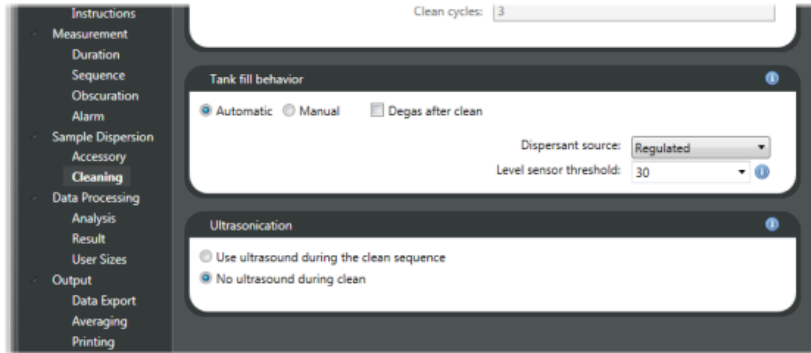 Instructions
Measurement
Duration
Sequence
Obscuration
Alarm
Sample Dispersion
Accessory
Cleaning
Data Processing
Analysis
Result
User Sizes
Output
Data Export
Averaging
Printing
Clean cycles: 3
Tank fill behavior
Automatic Manual Degas after clean
Dispersant source: Regulated
Level sensor threshold: 30
Ultrasonication
Use ultrasound during the clean sequence
No ultrasound during clean